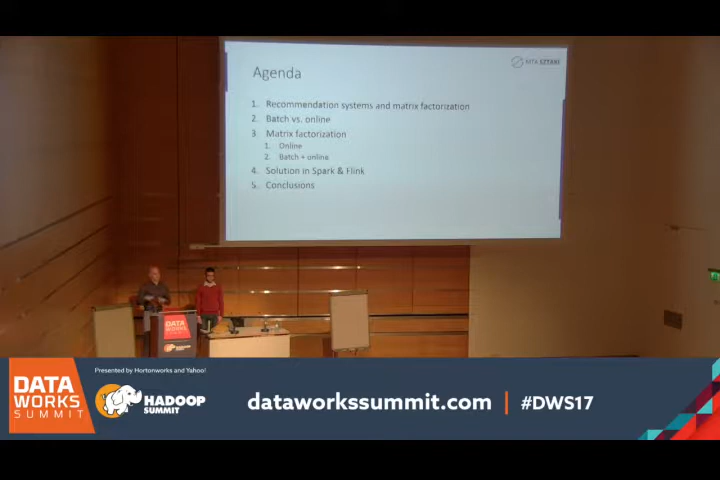 Agenda
MTA SZTAKI
1. Recommendation systems and matrix factorization
2. Batch vs. online
3. Matrix factorization
1. Online
2. Batch + online
4. Solution in Spark & Flink
5. Conclusions
DATA
WORKS
DATA
WORKS
SUMMIT
Presented by Hortonworks and Yahoo!
HADOOP
SUMMIT
dataworkssummit.com
#DWS17